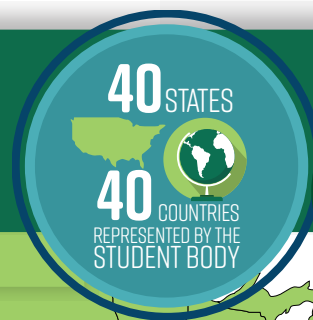 40 STATES
40 COUNTRIES
REPRESENTED BY THE
STUDENT BODY